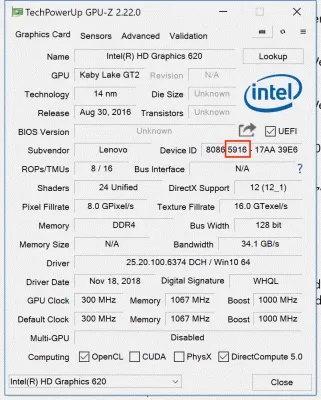 TechPowerUp GPU-Z 2.22.0
Graphics Card Sensors Advanced Validation
Name Intel(R) HD Graphics 620 Lookup
GPU Kaby Lake GT2 Revision N/A
Technology 14 nm Die Size Unknown
Release Date Aug 30, 2016 Transistors Unknown
intel
BIOS Version Unknown UEFI
Subvendor Lenovo Device ID 8086 5916 - 17AA 39E6
ROPs/TMUs 8 / 16 Bus Interface N/A ?
Shaders 24 Unified DirectX Support 12 (12_1)
Pixel Fillrate 8.0 GPixel/s Texture Fillrate 16.0 GTexel/s
Memory DDR4 Bus Width 128 bit
Memory Size N/A Bandwidth 34.1 GB/s
Driver 25.20.100.6374 DCH / Win10 64
Driver Date Nov 18, 2018 Digital Signature WHQL
GPU Clock 300 MHz Memory 1067 MHz Boost 1000 MHz
Default Clock 300 MHz Memory 1067 MHz Boost 1000 MHz
Multi-GPU Disabled
Computing OpenCL CUDA PhysX DirectCompute 5.0
Intel(R) HD Graphics 620 Close